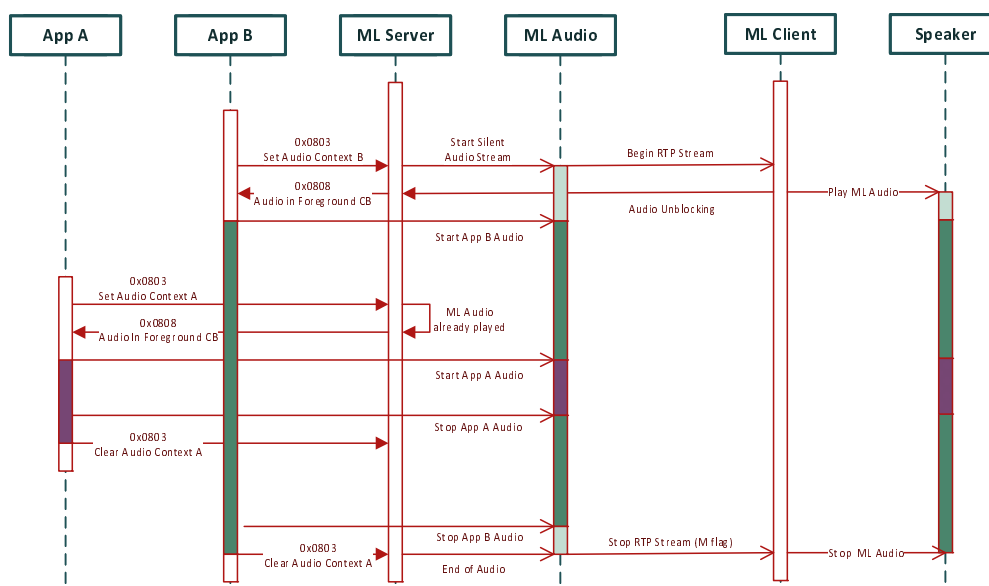 App A
App B
ML Server
ML Audio
ML Client
Speaker
0x0803
Set Audio Context B
Start Silent
Audio Stream
Begin RTP Stream
0x0808
Audio in Foreground CB
Play ML Audio
Audio Unblocking
Start App B Audio
0x0803
Set Audio Context A
ML Audio
already played
0x0808
Audio In Foreground CB
Start App A Audio
Stop App A Audio
0x0803
Clear Audio Context A
Stop App B Audio
0x0803
Clear Audio Context A
End of Audio
Stop RTP Stream (M flag)
Stop ML Audio